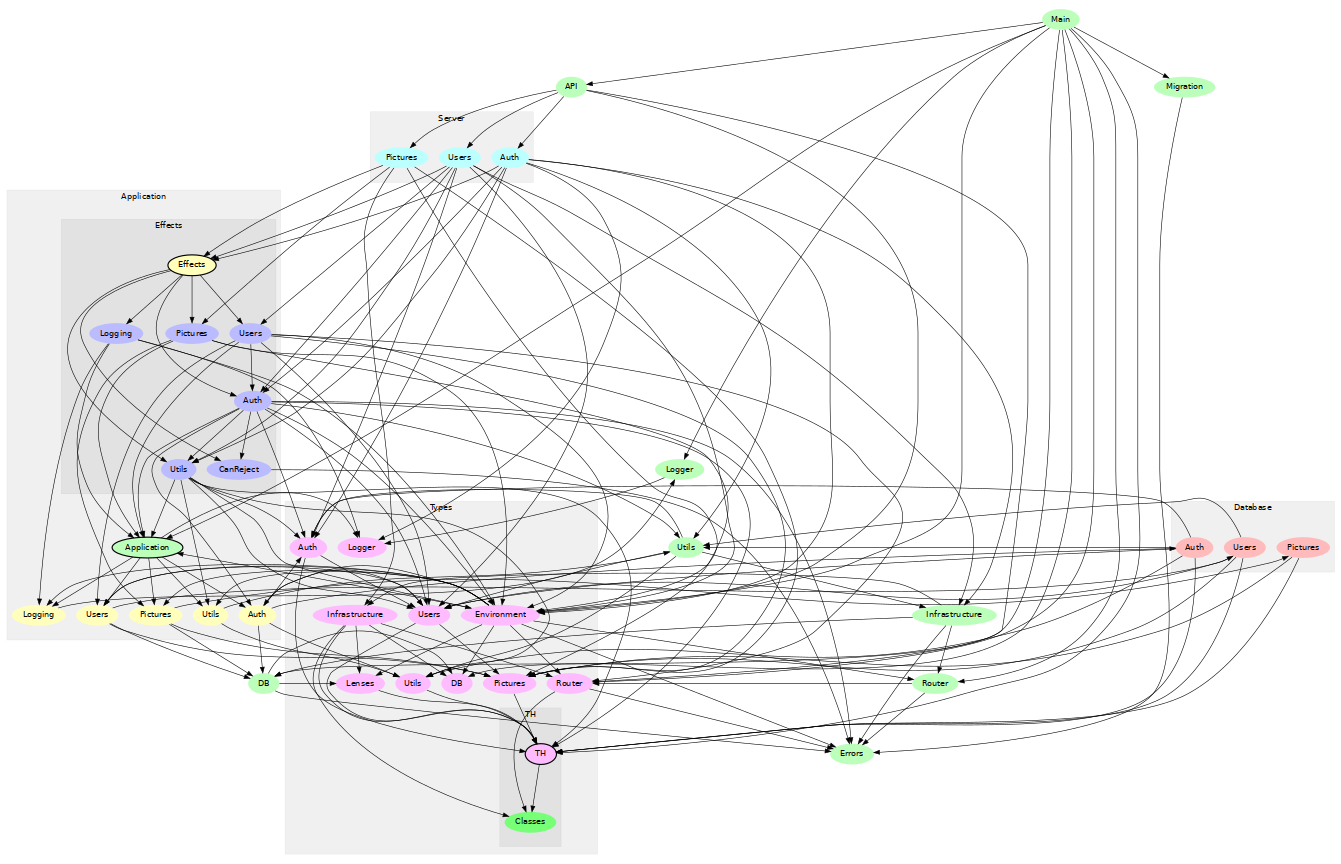 Main
API
Migration
Server
Pictures
Users
Auth
Application
Effects
Effects
Logging
Pictures
Users
Auth
Utils
CanReject
Logger
Types
Database
Application
Auth
Logger
Utils
Auth
Users
Pictures
Logging
Users
Pictures
Utils
Auth
Infrastructure
Users
Environment
Infrastructure
DB
Lenses
Utils
DB
Pictures
Router
Router
TH
TH
Errors
Classes